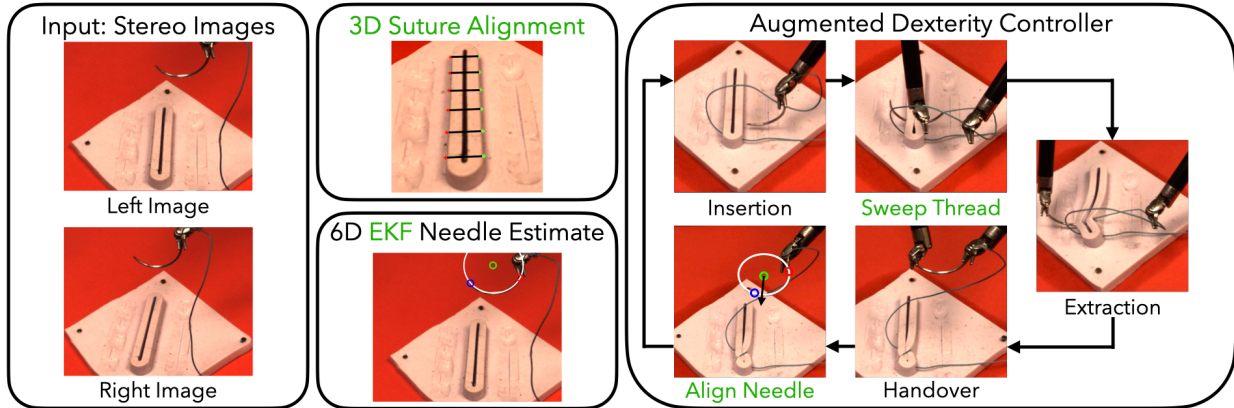 Input: Stereo Images
Left Image
Right Image
3D Suture Alignment
6D EKF Needle Estimate
Augmented Dexterity Controller
Insertion
Sweep Thread
Extraction
Align Needle
Handover